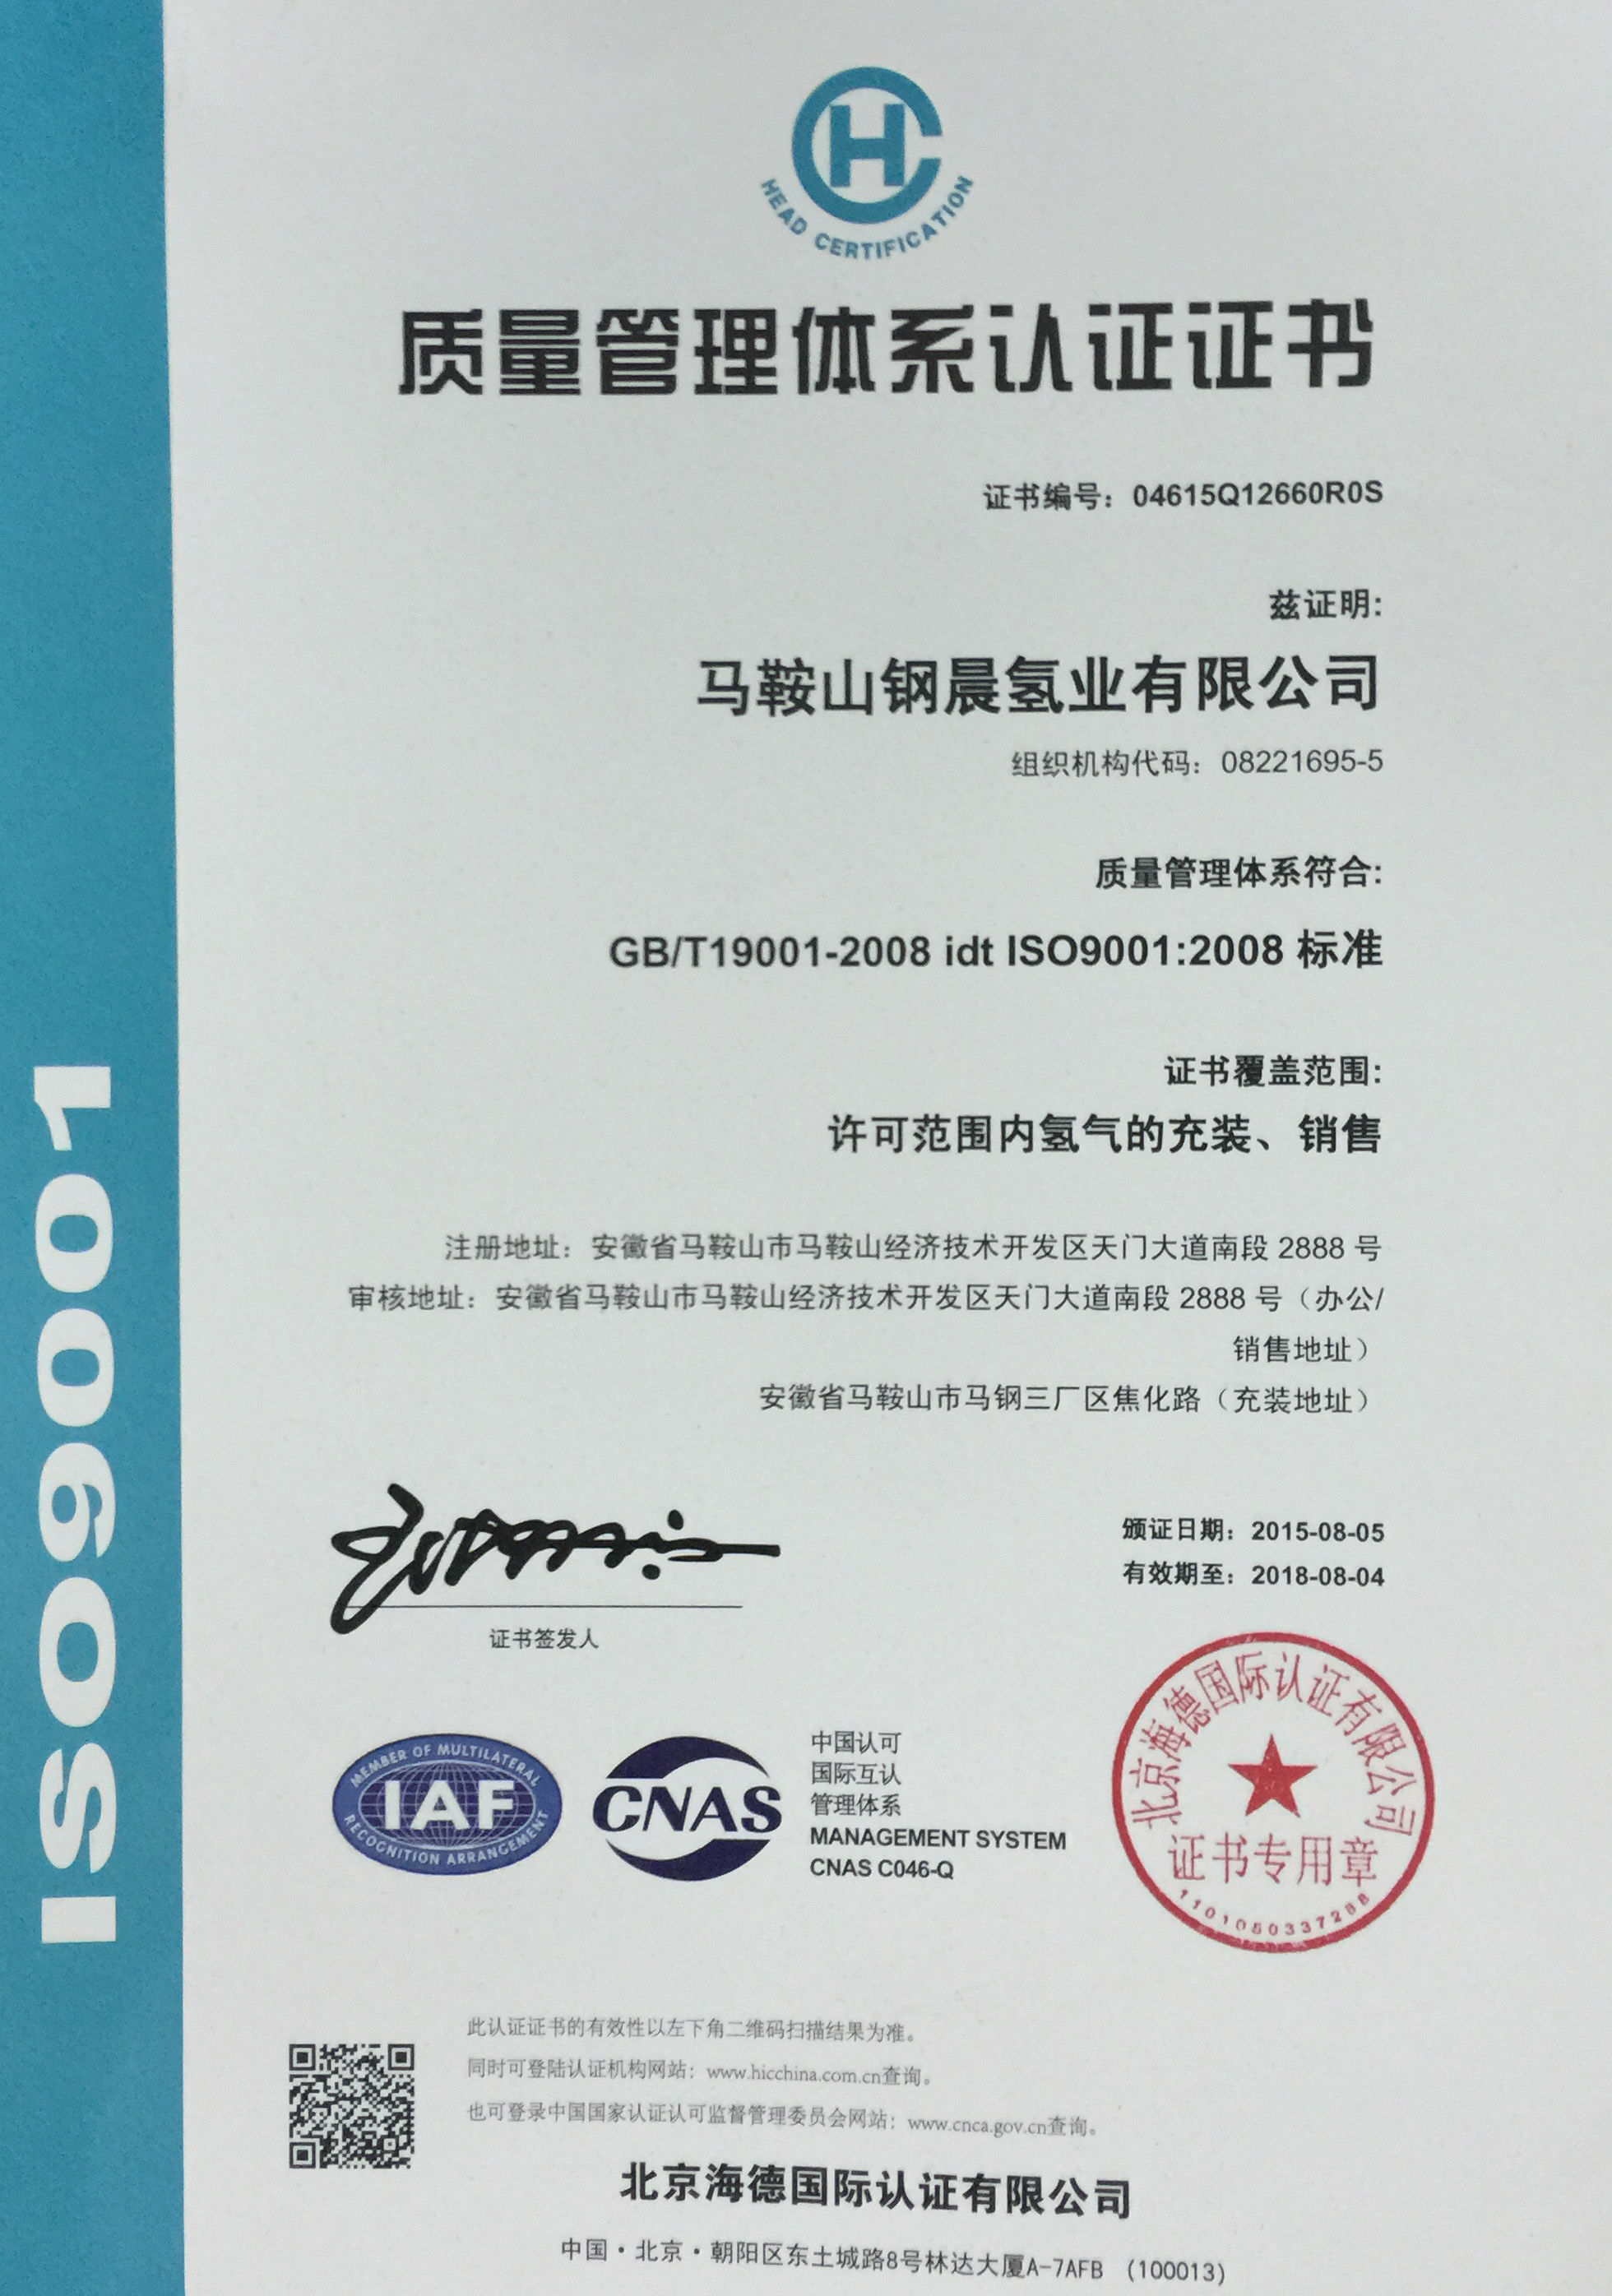 HEAD CERTIFICATION
质量管理体系认证证书
证书编号：04615Q12660R0S
兹证明:
马鞍山钢晨氢业有限公司
组织机构代码：08221695-5
质量管理体系符合:
GB/T19001-2008 idt ISO9001:2008 标准
证书覆盖范围:
许可范围内氢气的充装、销售
注册地址：安徽省马鞍山市马鞍山经济技术开发区天门大道南段 2888 号
审核地址：安徽省马鞍山市马鞍山经济技术开发区天门大道南段 2888 号（办公/
销售地址）
安徽省马鞍山市马钢三厂区焦化路（充装地址）
颁证日期：2015-08-05
有效期至：2018-08-04
证书签发人
ISO9001
MEMBER OF MULTILATERAL
IAF
RECOGNITION ARRANGEMENT
CNAS
中国认可
国际互认
管理体系
MANAGEMENT SYSTEM
CNAS C046-Q
北京海德国际认证有限公司
证书专用章
1101050337288
此认证证书的有效性以左下角二维码扫描结果为准。
同时可登陆认证机构网站：www.hicchina.com.cn查询。
也可登录中国国家认证认可监督管理委员会网站：www.cnca.gov.cn查询。
北京海德国际认证有限公司
中国·北京·朝阳区东土城路8号林达大厦A-7AFB (100013)